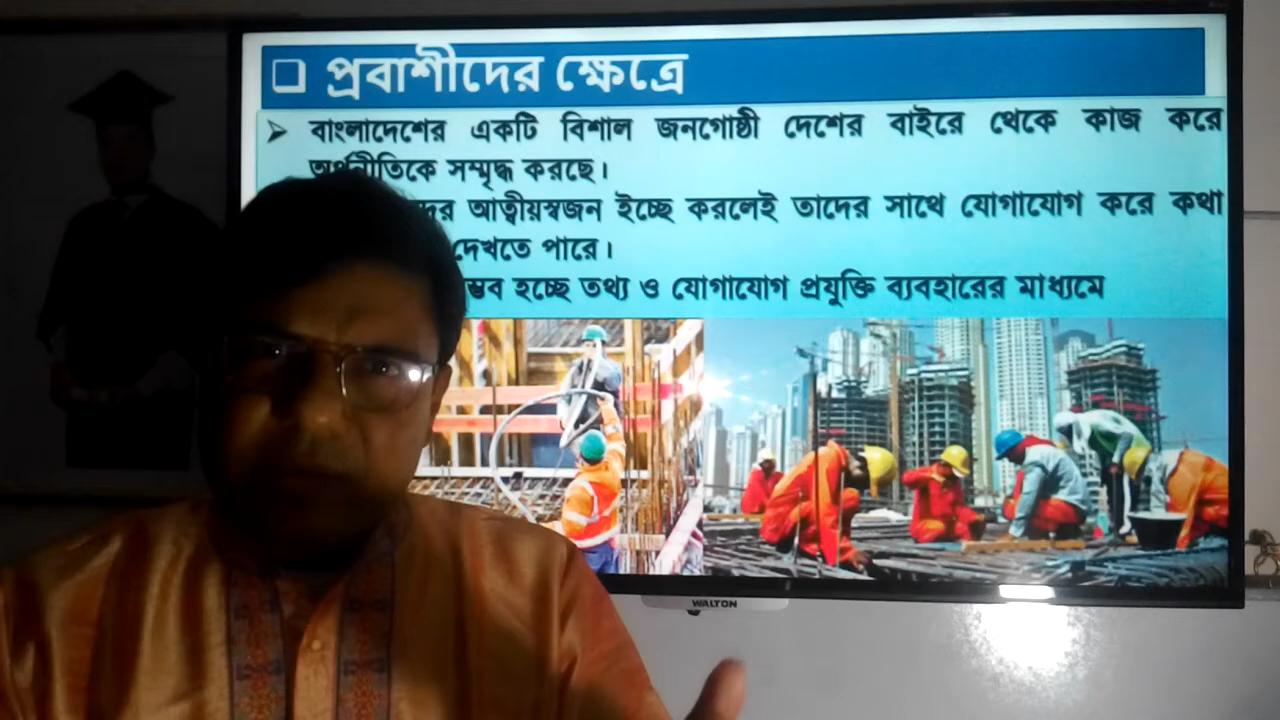 প্রবাশীদের ক্ষেত্রে
বাংলাদেশের একটি বিশাল জনগোষ্ঠী দেশের বাইরে থেকে কাজ করে
অর্থনীতিকে সম্মৃদ্ধ করছে।
আত্নীয়স্বজন ইচ্ছে করলেই তাদের সাথে যোগাযোগ করে কথা
দেখতে পারে।
হচ্ছে তথ্য ও যোগাযোগ প্রযুক্তি ব্যবহারের মাধ্যমে
WALTON